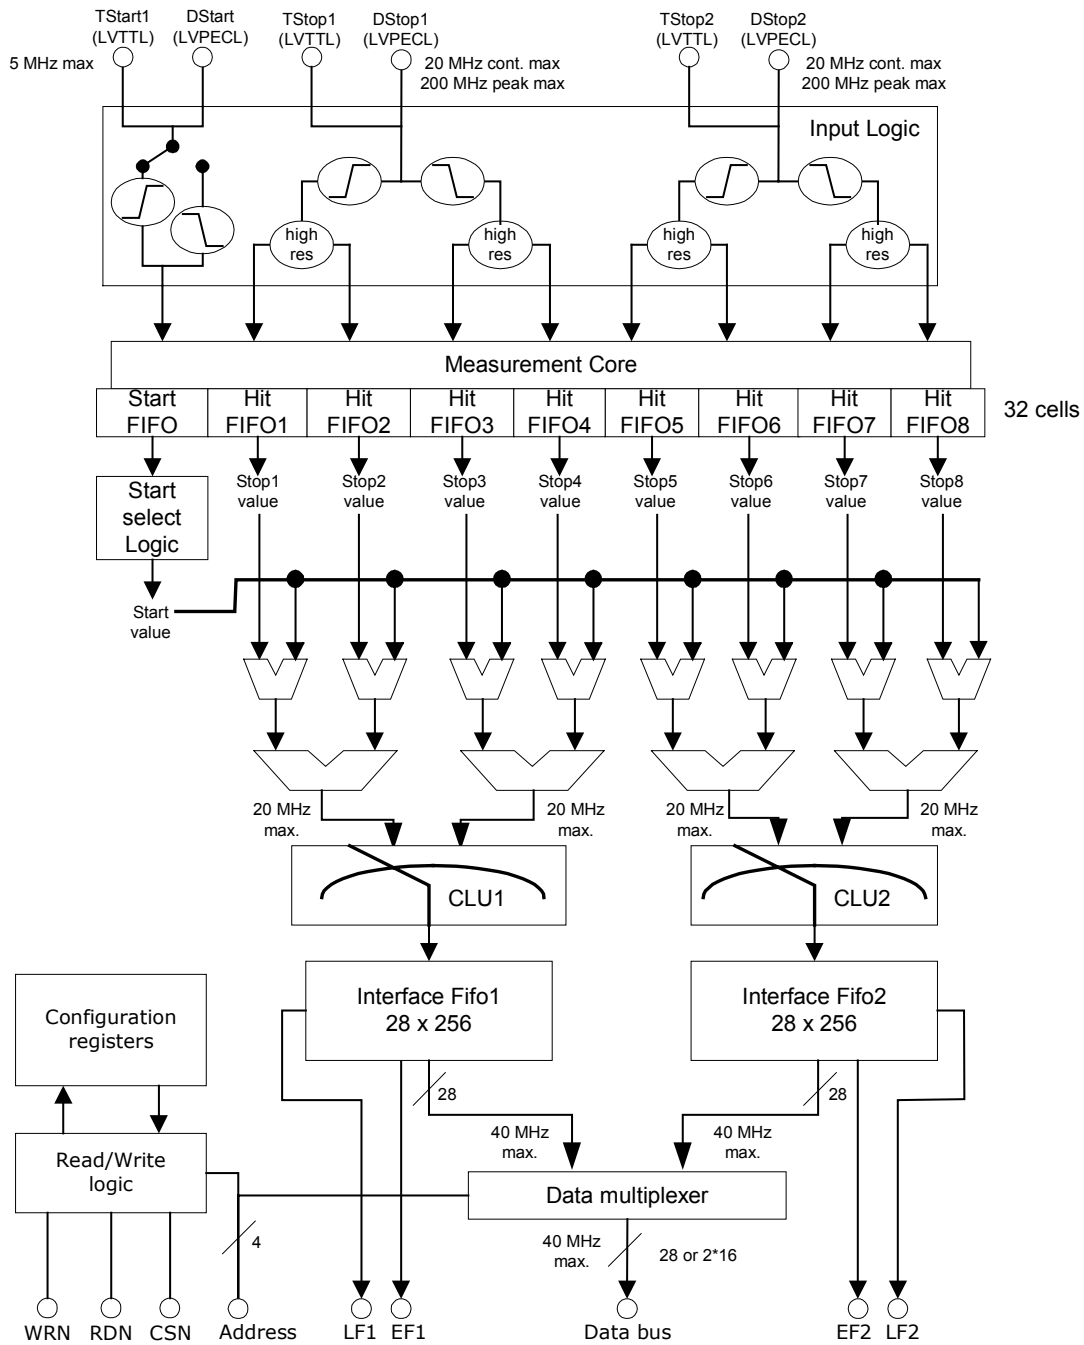 TStart1 DStart TStop1 DStop1 TStop2 DStop2
(LVTTL) (LVPECL) (LVTTL) (LVPECL) (LVTTL) (LVPECL)
5 MHz max 20 MHz cont. max 20 MHz cont. max
200 MHz peak max 200 MHz peak max
Input Logic
high high high high
res res res res
Measurement Core
Start Hit Hit Hit Hit Hit Hit Hit Hit
FIFO FIFO1 FIFO2 FIFO3 FIFO4 FIFO5 FIFO6 FIFO7 FIFO8
32 cells
Stop1 Stop2 Stop3 Stop4 Stop5 Stop6 Stop7 Stop8
value value value value value value value value
Start
select
Logic
Start
value
20 MHz 20 MHz 20 MHz 20 MHz
max. max. max. max.
CLU1 CLU2
Interface Fifo1 Interface Fifo2
28 x 256 28 x 256
Configuration
registers
28 28
40 MHz 40 MHz
max. max.
Read/Write
logic
Data multiplexer
4
40 MHz
max.
28 or 2*16
WRN RDN CSN Address LF1 EF1 Data bus EF2 LF2